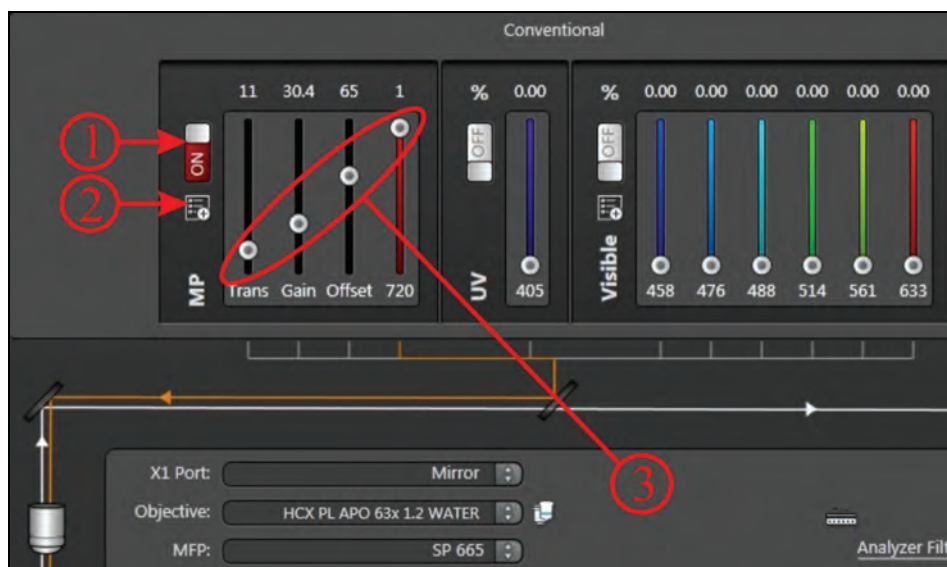 Conventional
11 30.4 65 1 % 0.00 % 0.00 0.00 0.00 0.00 0.00 0.00
1 ON OFF OFF
2
MP Trans Gain Offset 720 UV 405 Visible 458 476 488 514 561 633
X1 Port: Mirror 3
Objective: HCX PL APO 63x 1.2 WATER
MFP: SP 665 Analyzer Filt